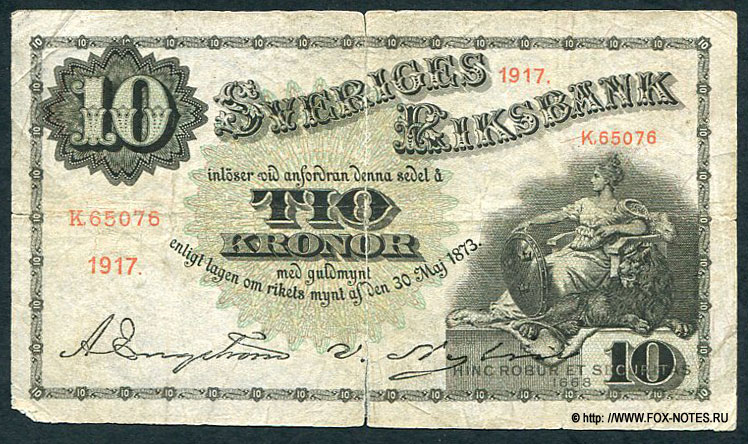 10
SVERIGES
1917.
RIKSBANK
K.65076
inlöser vid anfordran denna sedel å
TIO
KRONOR
K.65076
1917.
med guldmynt
enligt lagen om rikets mynt af den 30 Maj 1873.
10
HINC ROBUR ET SECURITAS
1668
© http: //WWW.FOX-NOTES.RU